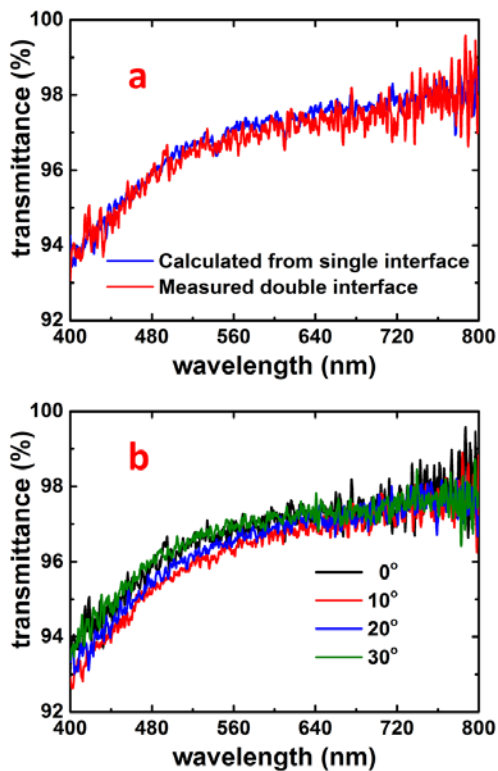 100
98
96
94
92
transmittance (%)
a
Calculated from single interface
Measured double interface
400 480 560 640 720 800
wavelength (nm)
100
98
96
94
92
transmittance (%)
b
0°
10°
20°
30°
400 480 560 640 720 800
wavelength (nm)